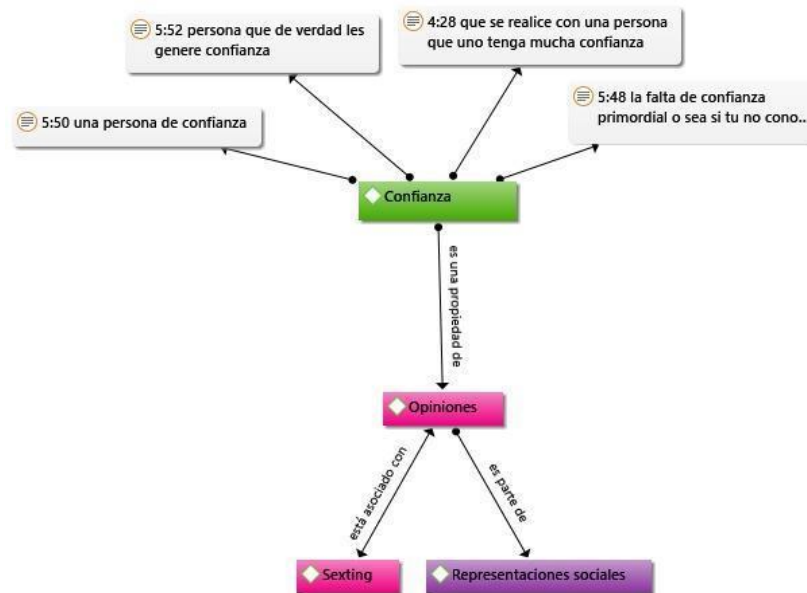 5:52 persona que de verdad les
genere confianza
4:28 que se realice con una persona
que uno tenga mucha confianza
5:50 una persona de confianza
5:48 la falta de confianza
primordial o sea si tu no cono...
Confianza
es una propiedad de
Opiniones
está asociado con
es parte de
Sexting
Representaciones sociales